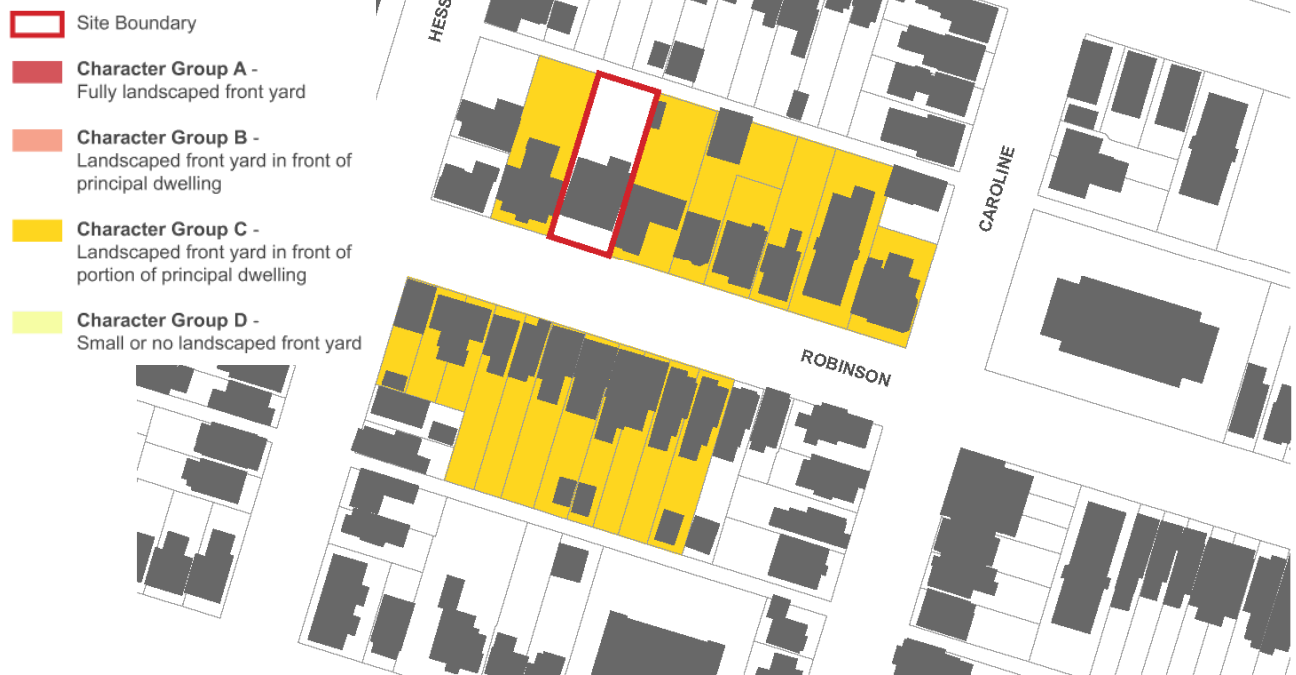 Site Boundary
Character Group A -
Fully landscaped front yard
Character Group B -
Landscaped front yard in front of
principal dwelling
Character Group C -
Landscaped front yard in front of
portion of principal dwelling
Character Group D -
Small or no landscaped front yard
HESS
CAROLINE
ROBINSON